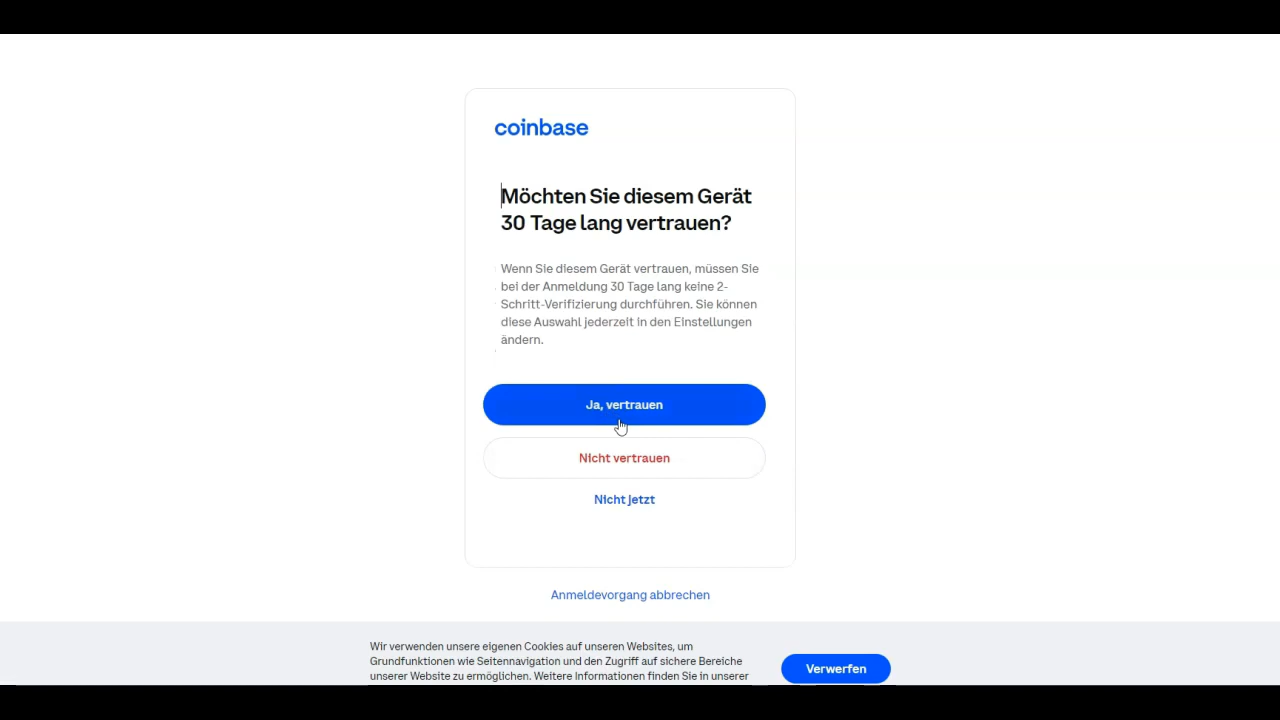 coinbase
Möchten Sie diesem Gerät
30 Tage lang vertrauen?
Wenn Sie diesem Gerät vertrauen, müssen Sie
bei der Anmeldung 30 Tage lang keine 2-
Schritt-Verifizierung durchführen. Sie können
diese Auswahl jederzeit in den Einstellungen
ändern.
Ja, vertrauen
Nicht vertrauen
Nicht jetzt
Anmeldevorgang abbrechen
Wir verwenden unsere eigenen Cookies auf unseren Websites, um
Grundfunktionen wie Seitennavigation und den Zugriff auf sichere Bereiche
unserer Website zu ermöglichen. Weitere Informationen finden Sie in unserer
Verwerfen